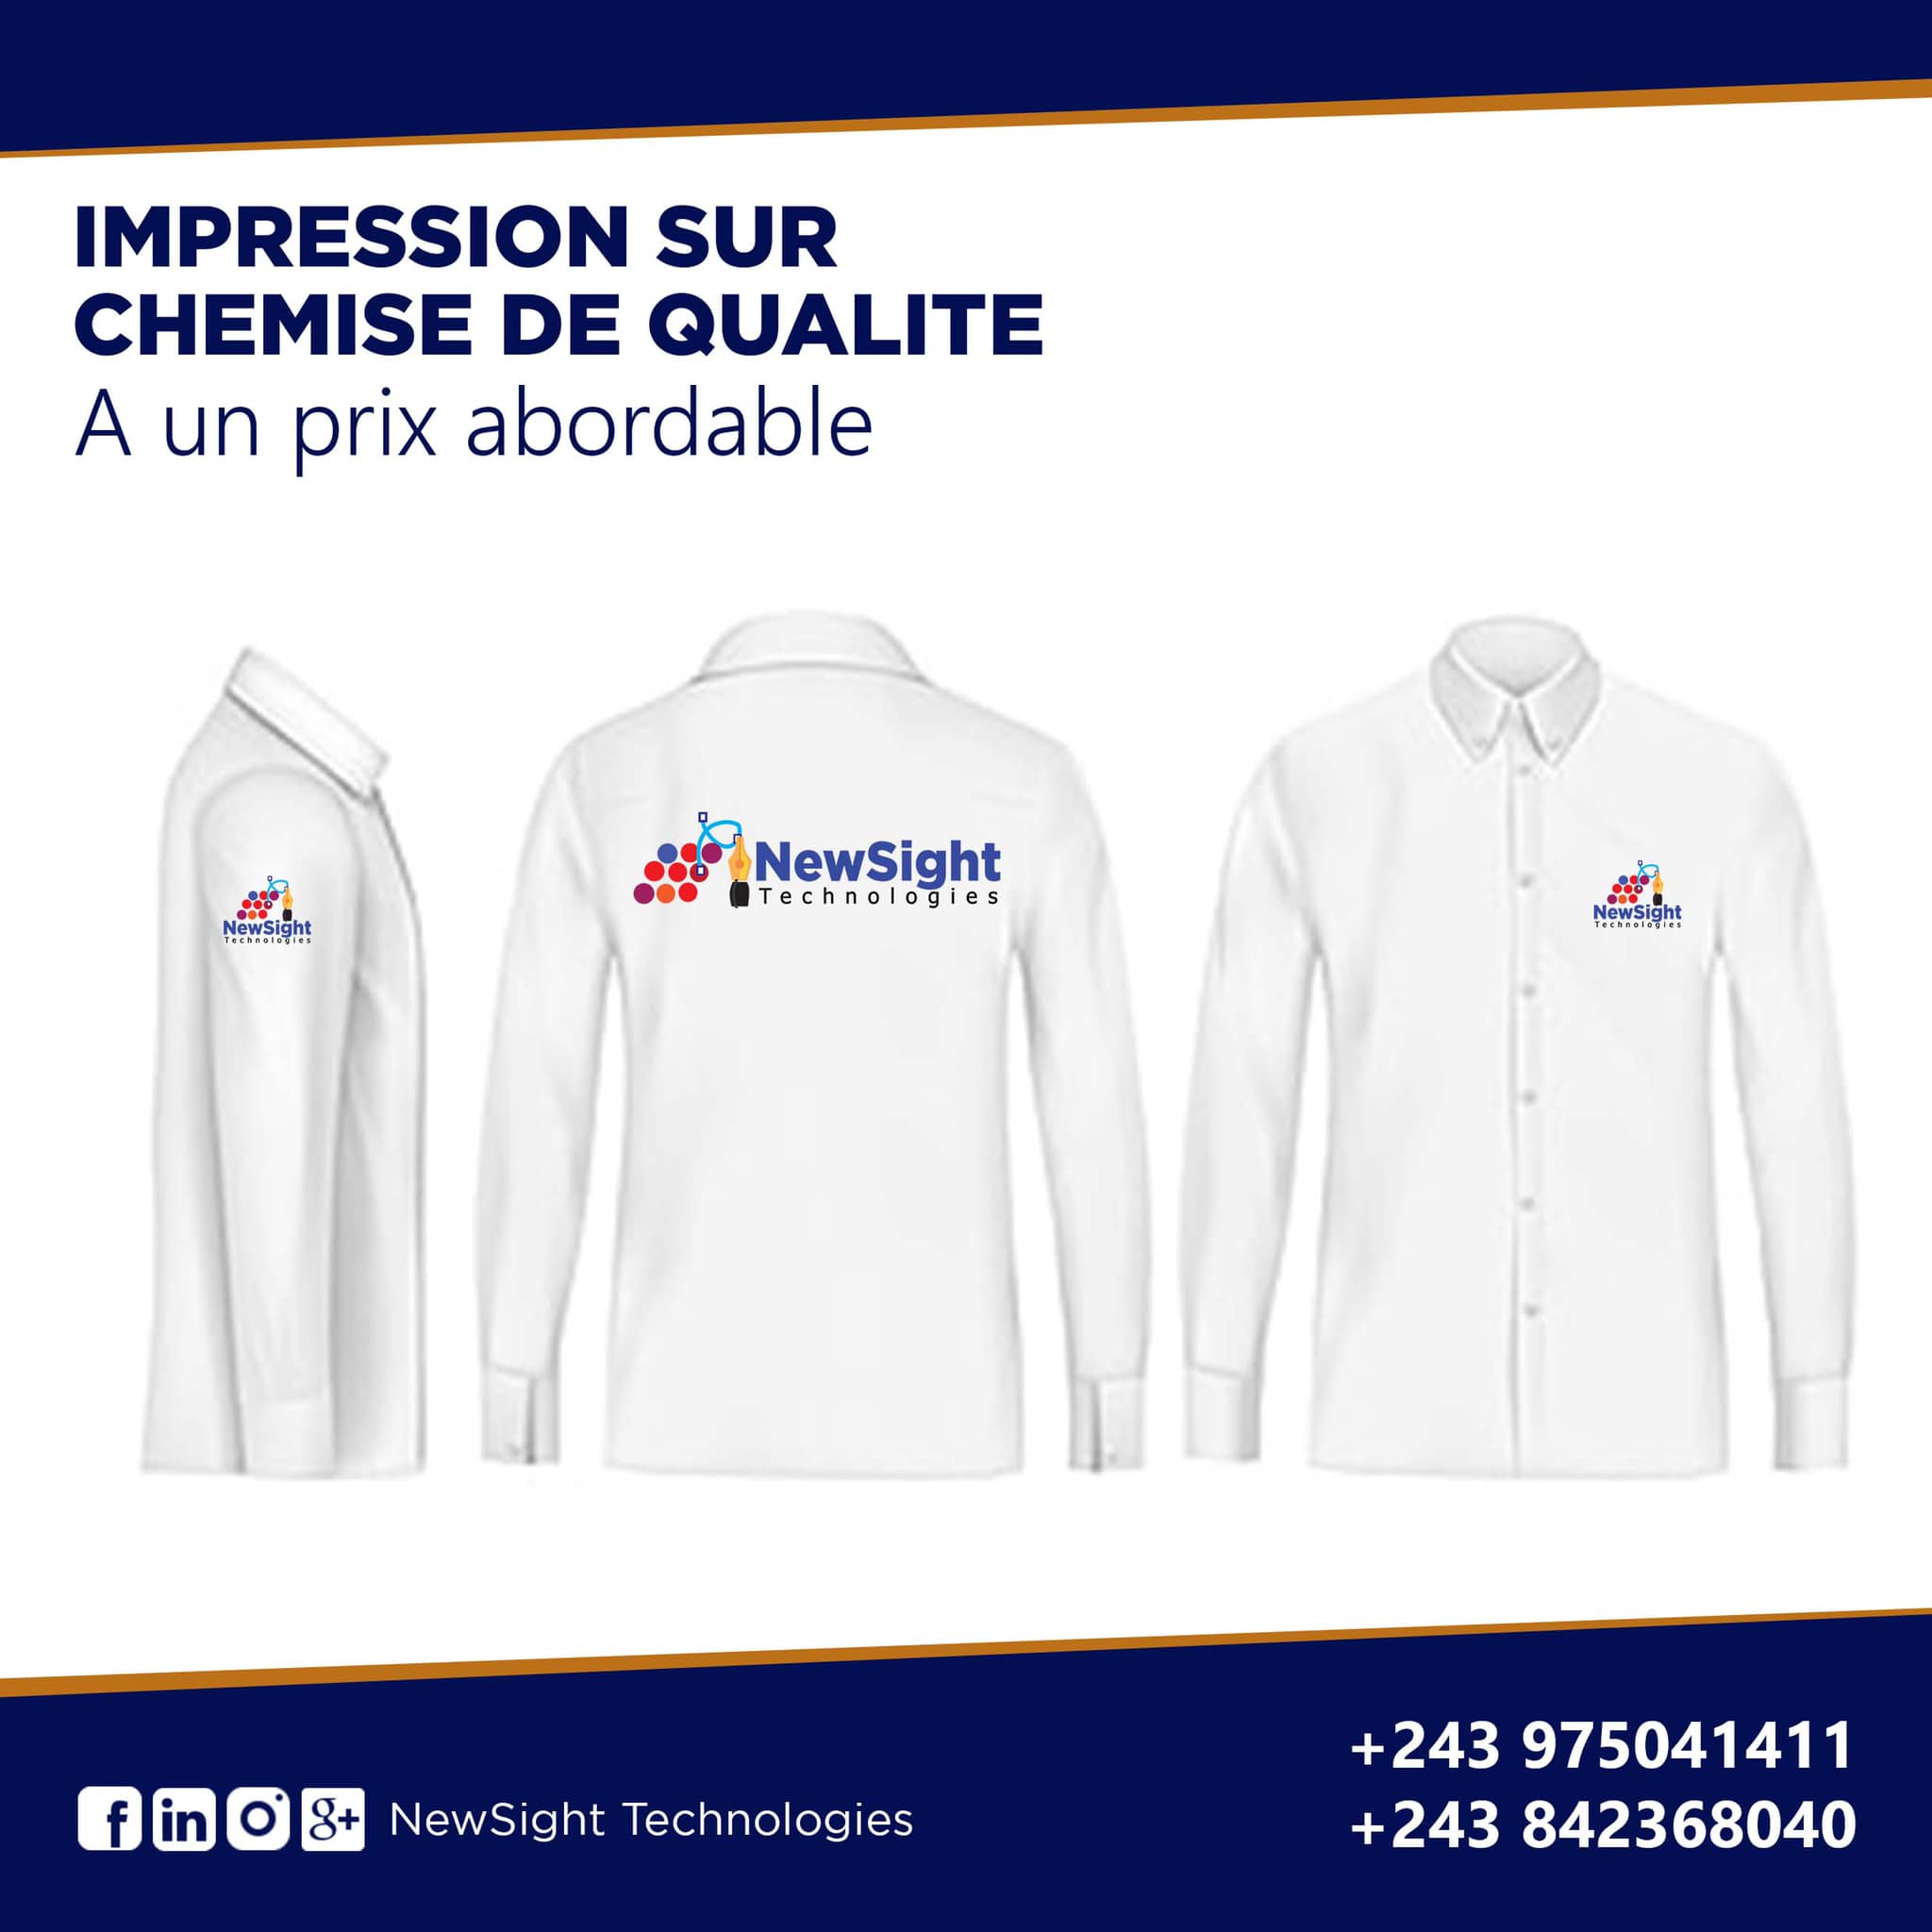 IMPRESSION SUR
CHEMISE DE QUALITE
A un prix abordable
NewSight
Technologies
NewSight
Technologies
NewSight
Technologies
f in g+ NewSight Technologies
+243 975041411
+243 842368040